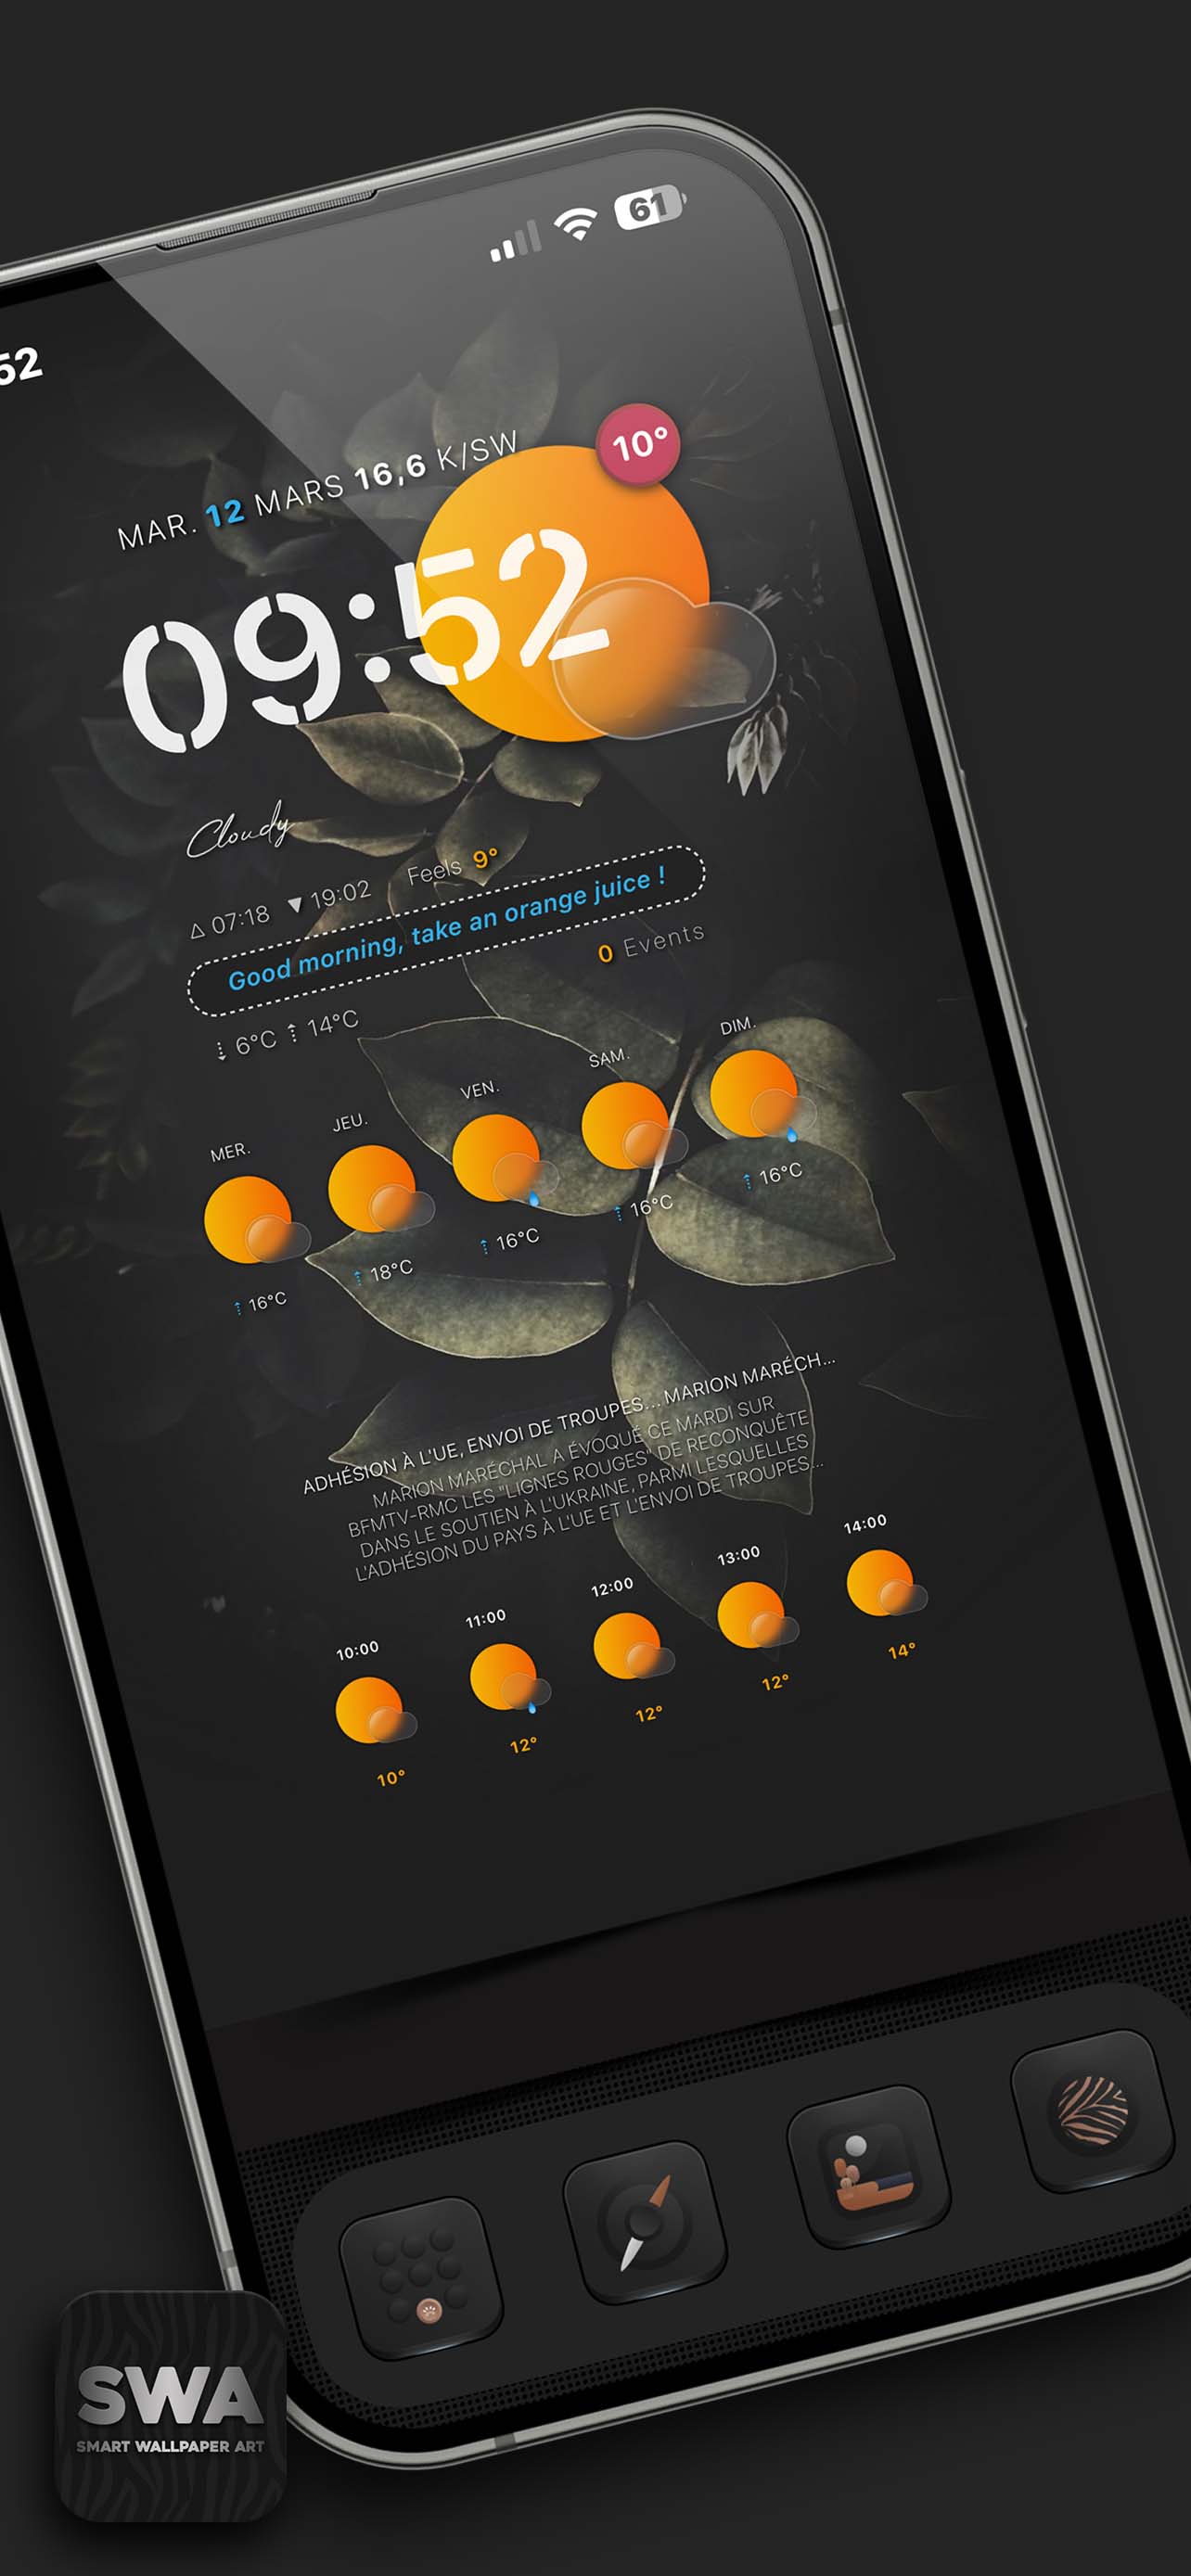 61
52
10°
MAR. 12 MARS 16,6 K/SW
09:52
Cloudy
△ 07:18 ▼ 19:02 Feels 9°
Good morning, take an orange juice !
0 Events
6°C 14°C
MER. JEU. VEN. SAM. DIM.
16°C 18°C 16°C 16°C 16°C
ADHÉSION À L'UE, ENVOI DE TROUPES... MARION MARÉCH...
MARION MARÉCHAL A ÉVOQUÉ CE MARDI SUR
BFMTV-RMC LES "LIGNES ROUGES" DE RECONQUÊTE
DANS LE SOUTIEN À L'UKRAINE, PARMI LESQUELLES
L'ADHÉSION DU PAYS À L'UE ET L'ENVOI DE TROUPES...
10:00 11:00 12:00 13:00 14:00
10° 12° 12° 12° 14°
SWA
SMART WALLPAPER ART